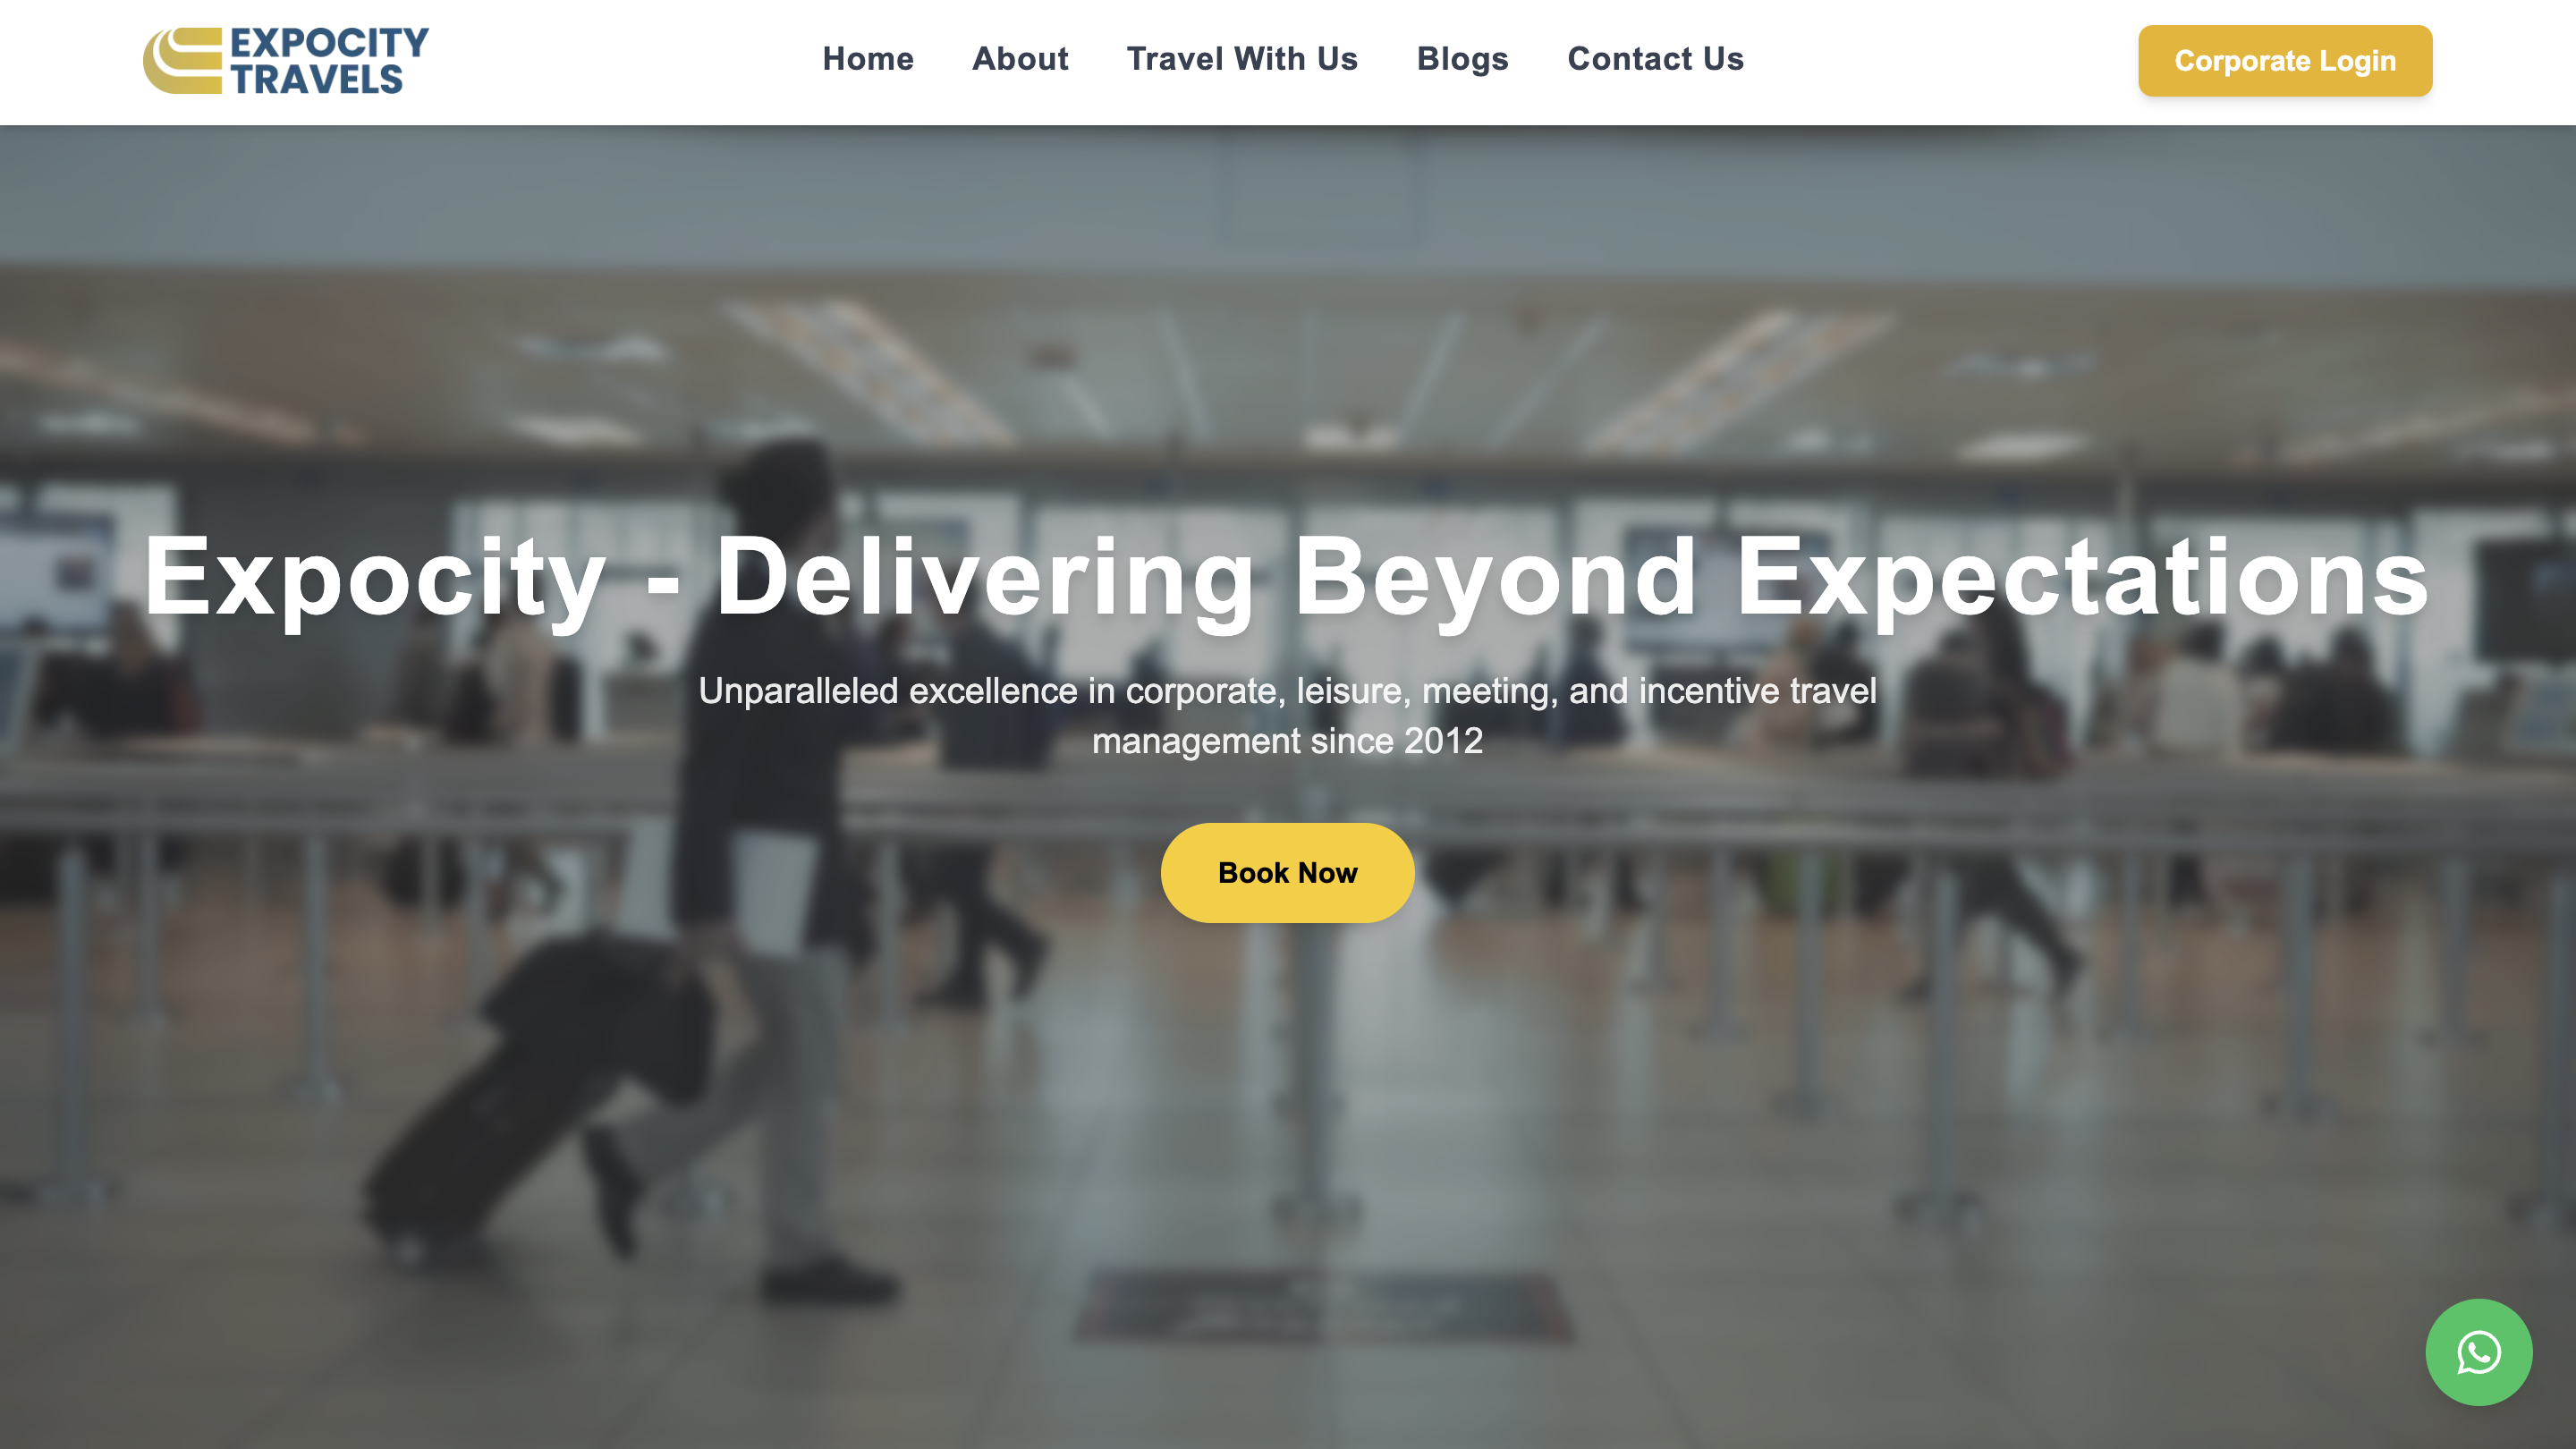 EXPOCITY
TRAVELS
Home
About
Travel With Us
Blogs
Contact Us
Corporate Login
Expocity - Delivering Beyond Expectations
Unparalleled excellence in corporate, leisure, meeting, and incentive travel
management since 2012
Book Now